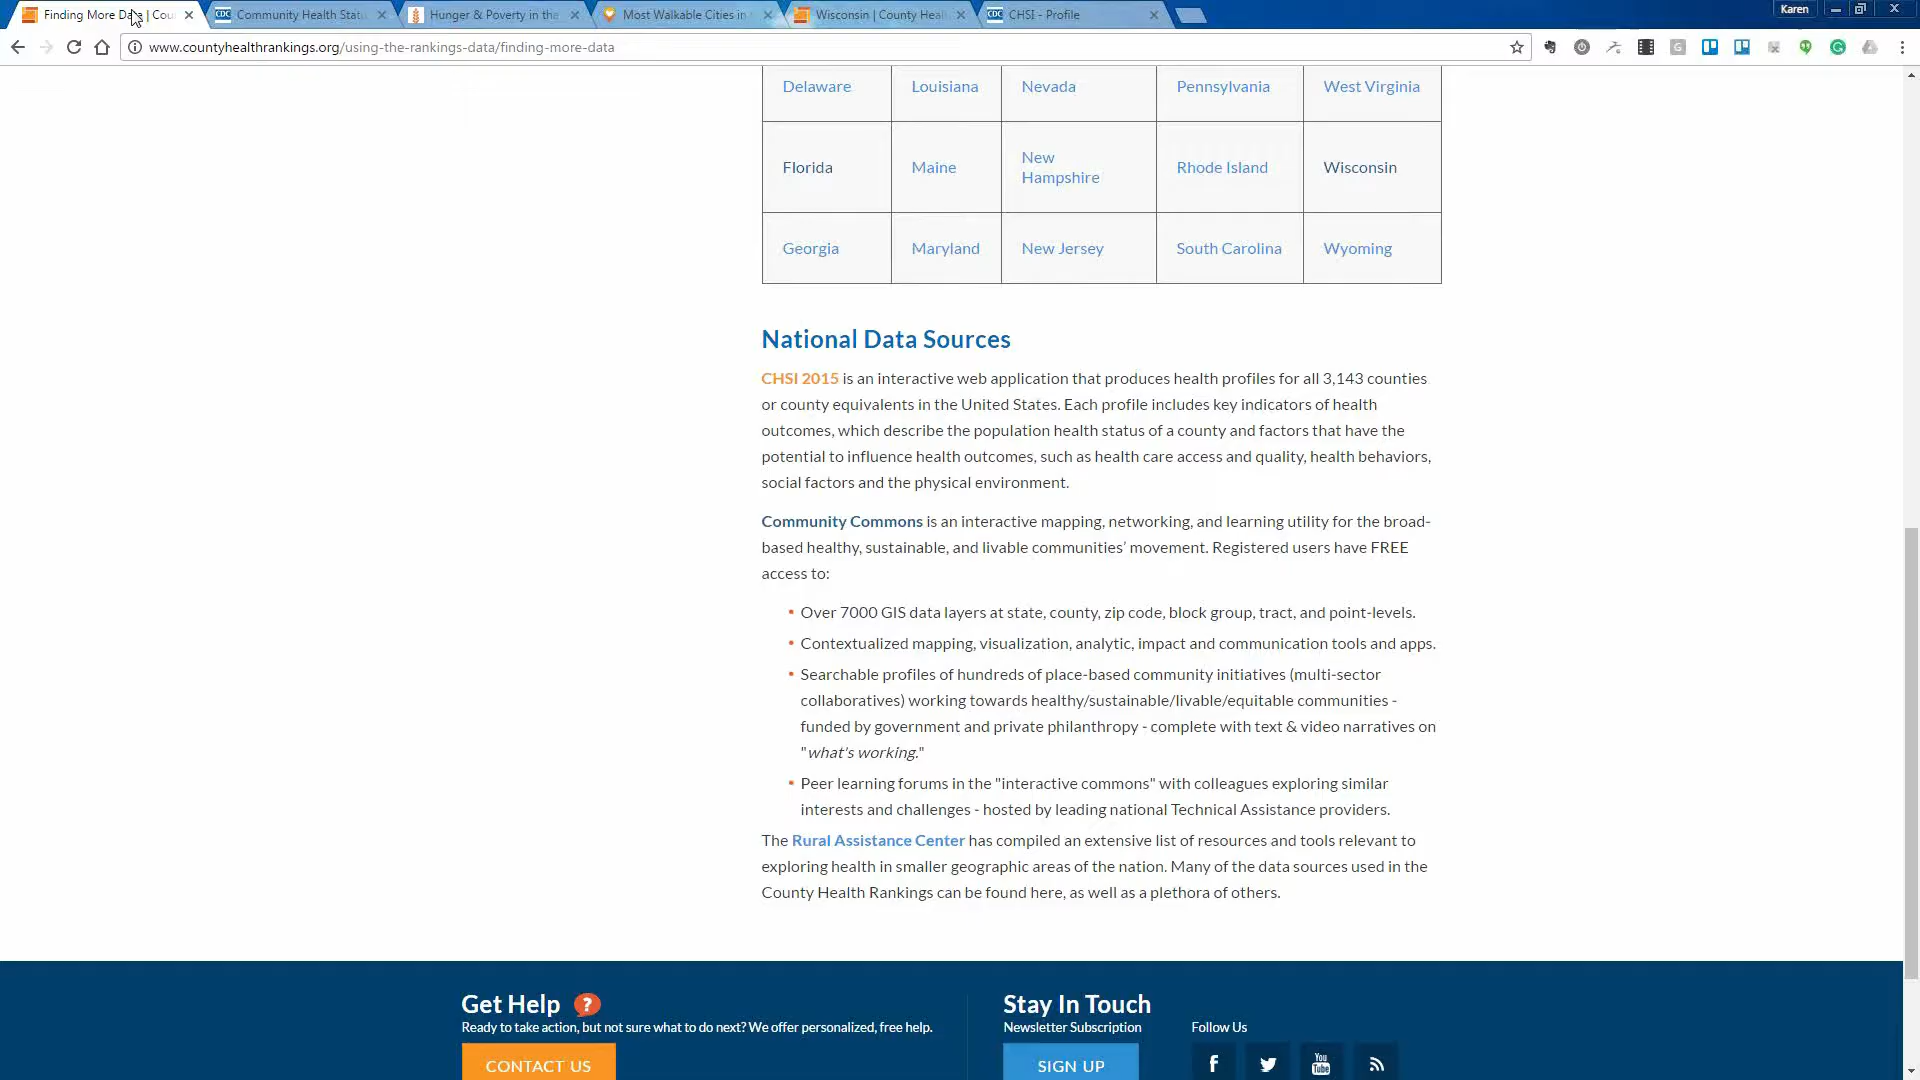 Finding More Da | Cou
Community Health Statu
Hunger & Poverty in the
Most Walkable Cities in
Wisconsin | County Heal
CHSI - Profile
Karen
www.countyhealthrankings.org/using-the-rankings-data/finding-more-data
Delaware Louisiana Nevada Pennsylvania West Virginia
Florida Maine New Hampshire Rhode Island Wisconsin
Georgia Maryland New Jersey South Carolina Wyoming
National Data Sources
CHSI 2015 is an interactive web application that produces health profiles for all 3,143 counties
or county equivalents in the United States. Each profile includes key indicators of health
outcomes, which describe the population health status of a county and factors that have the
potential to influence health outcomes, such as health care access and quality, health behaviors,
social factors and the physical environment.
Community Commons is an interactive mapping, networking, and learning utility for the broad-
based healthy, sustainable, and livable communities’ movement. Registered users have FREE
access to:
• Over 7000 GIS data layers at state, county, zip code, block group, tract, and point-levels.
• Contextualized mapping, visualization, analytic, impact and communication tools and apps.
• Searchable profiles of hundreds of place-based community initiatives (multi-sector
collaboratives) working towards healthy/sustainable/livable/equitable communities -
funded by government and private philanthropy - complete with text & video narratives on
"what's working."
• Peer learning forums in the "interactive commons" with colleagues exploring similar
interests and challenges - hosted by leading national Technical Assistance providers.
The Rural Assistance Center has compiled an extensive list of resources and tools relevant to
exploring health in smaller geographic areas of the nation. Many of the data sources used in the
County Health Rankings can be found here, as well as a plethora of others.
Get Help ?
Ready to take action, but not sure what to do next? We offer personalized, free help.
CONTACT US
Stay In Touch
Newsletter Subscription
SIGN UP
Follow Us
f
You
Tube